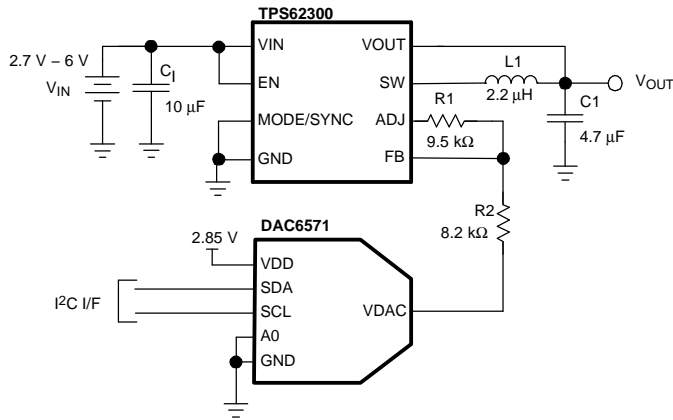 TPS62300
2.7 V – 6 V
VIN
CI
10 μF
VIN
EN
MODE/SYNC
GND
VOUT
SW
ADJ
FB
L1
2.2 μH
R1
9.5 kΩ
VOUT
C1
4.7 μF
R2
8.2 kΩ
DAC6571
2.85 V
I2C I/F
VDD
SDA
SCL
A0
GND
VDAC